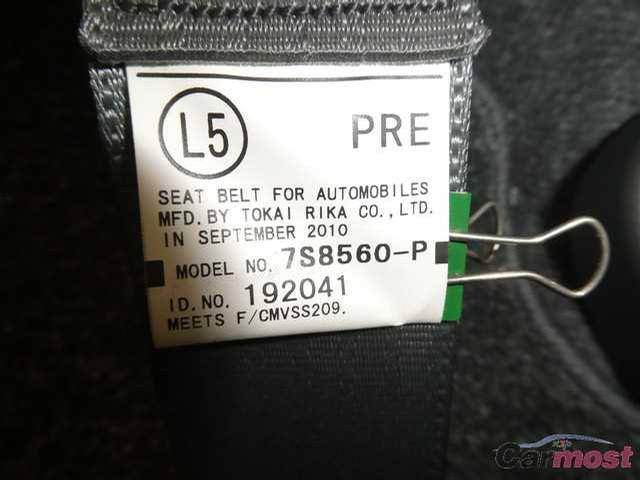 L5 PRE
SEAT BELT FOR AUTOMOBILES
MFD. BY TOKAI RIKA CO., LTD.
IN SEPTEMBER 2010
MODEL NO. 7S8560-P
ID. NO. 192041
MEETS F/CMVSS209.
Carmost